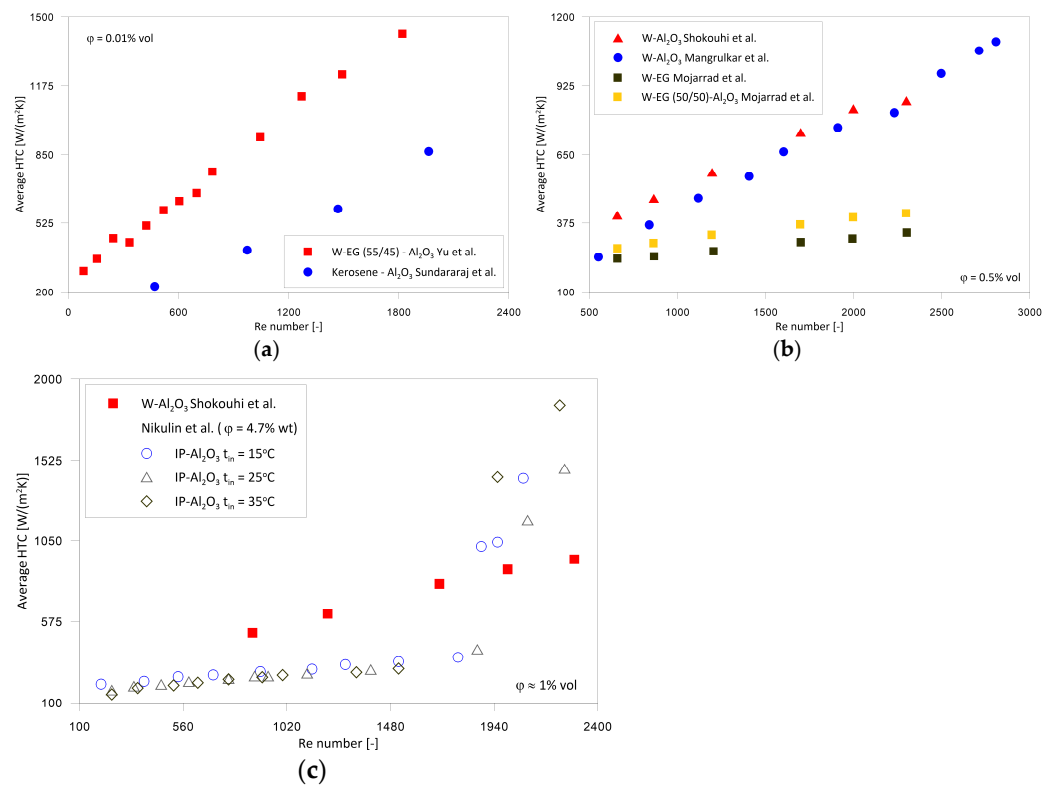 1500
1175
850
525
200
Average HTC [W/(m²K)]
φ = 0.01% vol
W-EG (55/45) - Al₂O₃ Yu et al.
Kerosene - Al₂O₃ Sundararaj et al.
0 600 1200 1800 2400
Re number [-]
(a)
1200
925
650
375
100
Average HTC [W/(m²K)]
W-Al₂O₃ Shokouhi et al.
W-Al₂O₃ Mangrulkar et al.
W-EG Mojarrad et al.
W-EG (50/50)-Al₂O₃ Mojarrad et al.
φ = 0.5% vol
500 1000 1500 2000 2500 3000
Re number [-]
(b)
2000
1525
1050
575
100
Average HTC [W/(m²K)]
W-Al₂O₃ Shokouhi et al.
Nikulin et al. ( φ = 4.7% wt)
IP-Al₂O₃ tᵢₙ = 15°C
IP-Al₂O₃ tᵢₙ = 25°C
IP-Al₂O₃ tᵢₙ = 35°C
φ ≈ 1% vol
100 560 1020 1480 1940 2400
Re number [-]
(c)